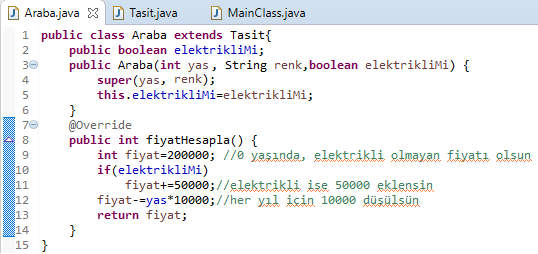 Araba.java Tasit.java MainClass.java
1 public class Araba extends Tasit{
2 public boolean elektrikliMi;
3 public Araba(int yas, String renk,boolean elektrikliMi) {
4 super(yas, renk);
5 this.elektrikliMi=elektrikliMi;
6 }
7 @Override
8 public int fiyatHesapla() {
9 int fiyat=200000; //0 yaşında, elektrikli olmayan fiyatı olsun
10 if(elektrikliMi)
11 fiyat+=50000;//elektrikli ise 50000 eklensin
12 fiyat-=yas*10000;//her yıl için 10000 düşülsün
13 return fiyat;
14 }
15 }